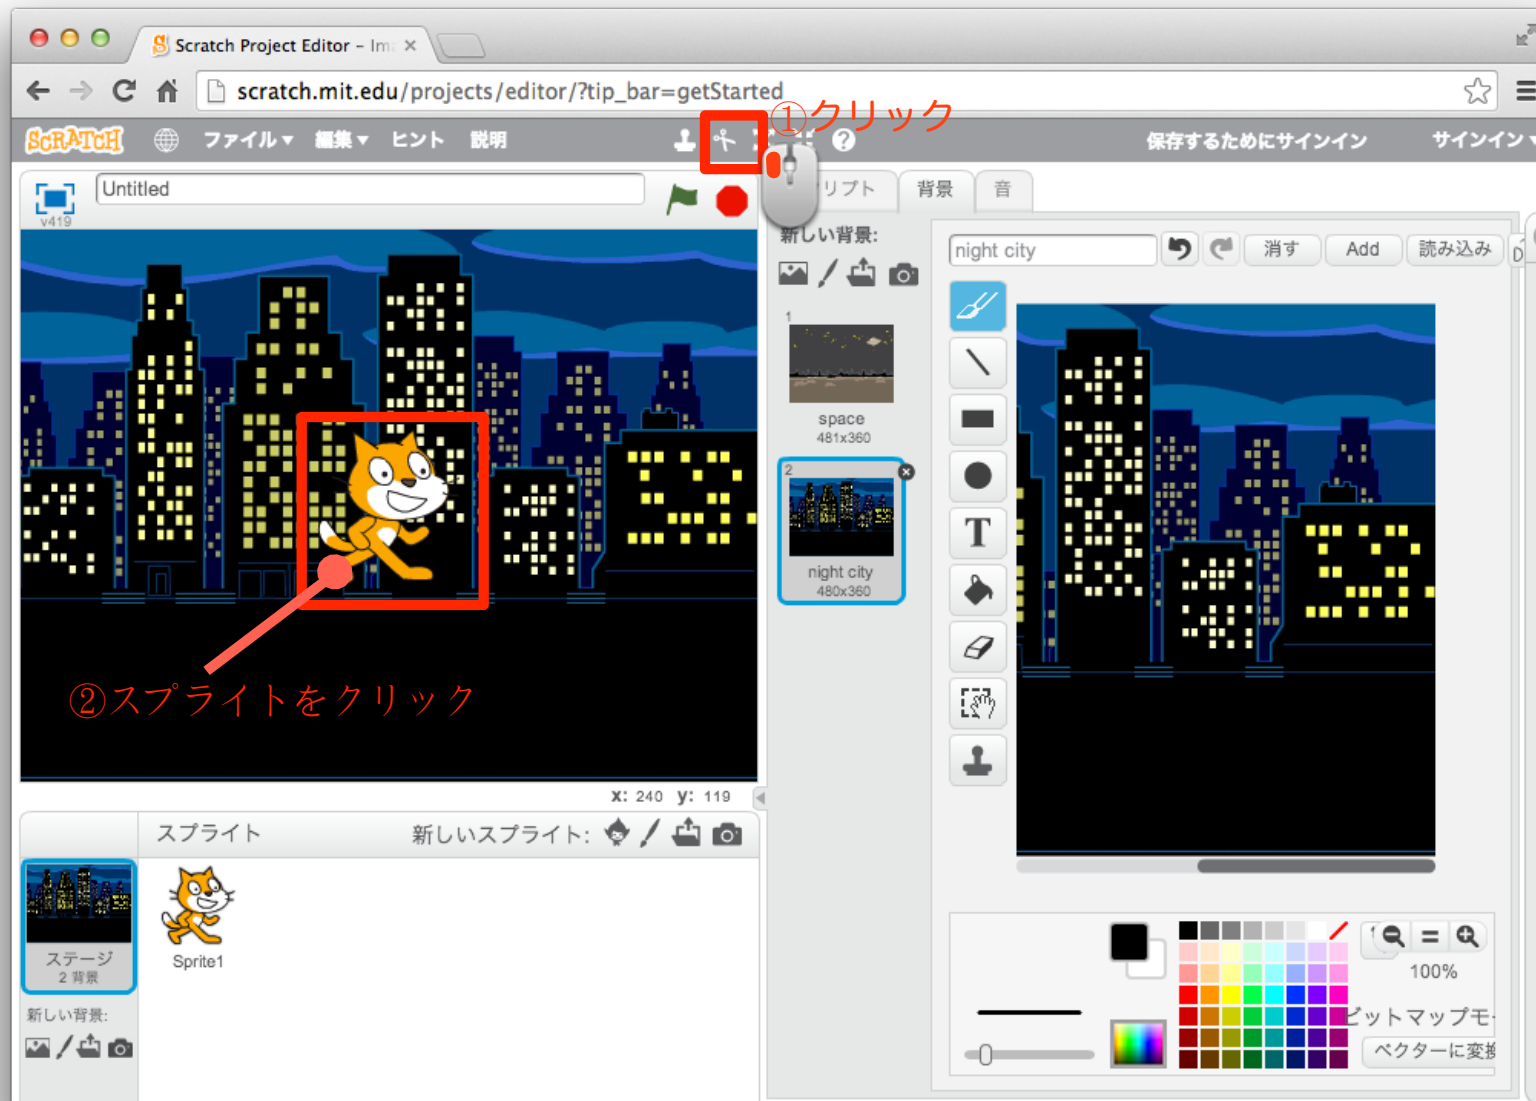 Scratch Project Editor – Im
scratch.mit.edu/projects/editor/?tip_bar=getStarted
①クリック
SCRATCH
ファイル▼ 編集▼ ヒント 説明
保存するためにサインイン サインイン▼
v419
Untitled
リプト 背景 音
新しい背景:
night city
消す Add 読み込み D
1
space
481x360
2
night city
480x360
T
②スプライトをクリック
x: 240 y: 119
スプライト 新しいスプライト:
ステージ
2 背景
Sprite1
新しい背景:
100%
ビットマップモ
ベクターに変換